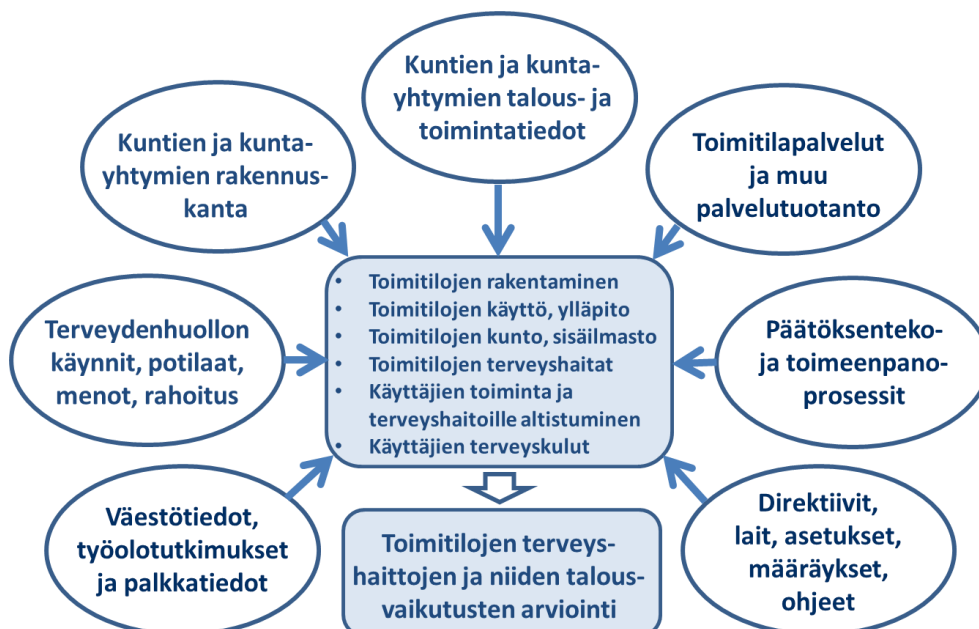 Kuntien ja kunta-
yhtymien talous- ja
toimintatiedot
Kuntien ja kunta-
yhtymien rakennus-
kanta
Toimitilapalvelut
ja muu
palvelutuotanto
Terveydenhuollon
käynnit, potilaat,
menot, rahoitus
• Toimitilojen rakentaminen
• Toimitilojen käyttö, ylläpito
• Toimitilojen kunto, sisäilmasto
• Toimitilojen terveyshaitat
• Käyttäjien toiminta ja
terveyshaitoille altistuminen
• Käyttäjien terveyskulut
Päätöksenteko-
ja toimeenpano-
prosessit
Väestötiedot,
työolotutkimukset
ja palkkatiedot
Toimitilojen terveys-
haittojen ja niiden talous-
vaikutusten arviointi
Direktiivit,
lait, asetukset,
määräykset,
ohjeet